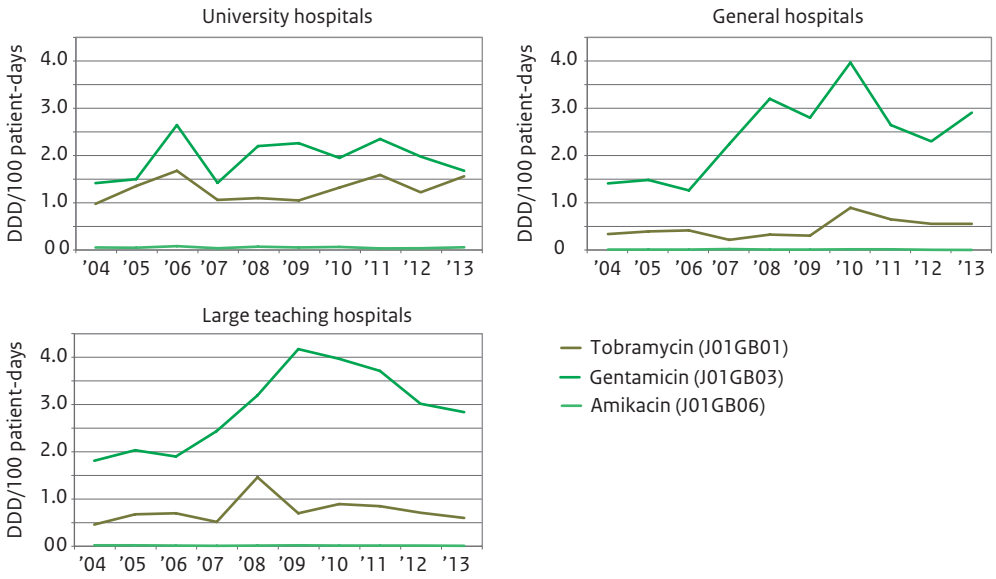 University hospitals
DDD/100 patient-days
4.0
3.0
2.0
1.0
0 0
’04 ’05 ’06 ’07 ’08 ’09 ’10 ’11 ’12 ’13
General hospitals
DDD/100 patient-days
4.0
3.0
2.0
1.0
0
’04 ’05 ’06 ’07 ’08 ’09 ’10 ’11 ’12 ’13
Large teaching hospitals
DDD/100 patient-days
4.0
3.0
2.0
1.0
00
’04 ’05 ’06 ’07 ’08 ’09 ’10 ’11 ’12 ’13
Tobramycin (J01GB01)
Gentamicin (J01GB03)
Amikacin (J01GB06)